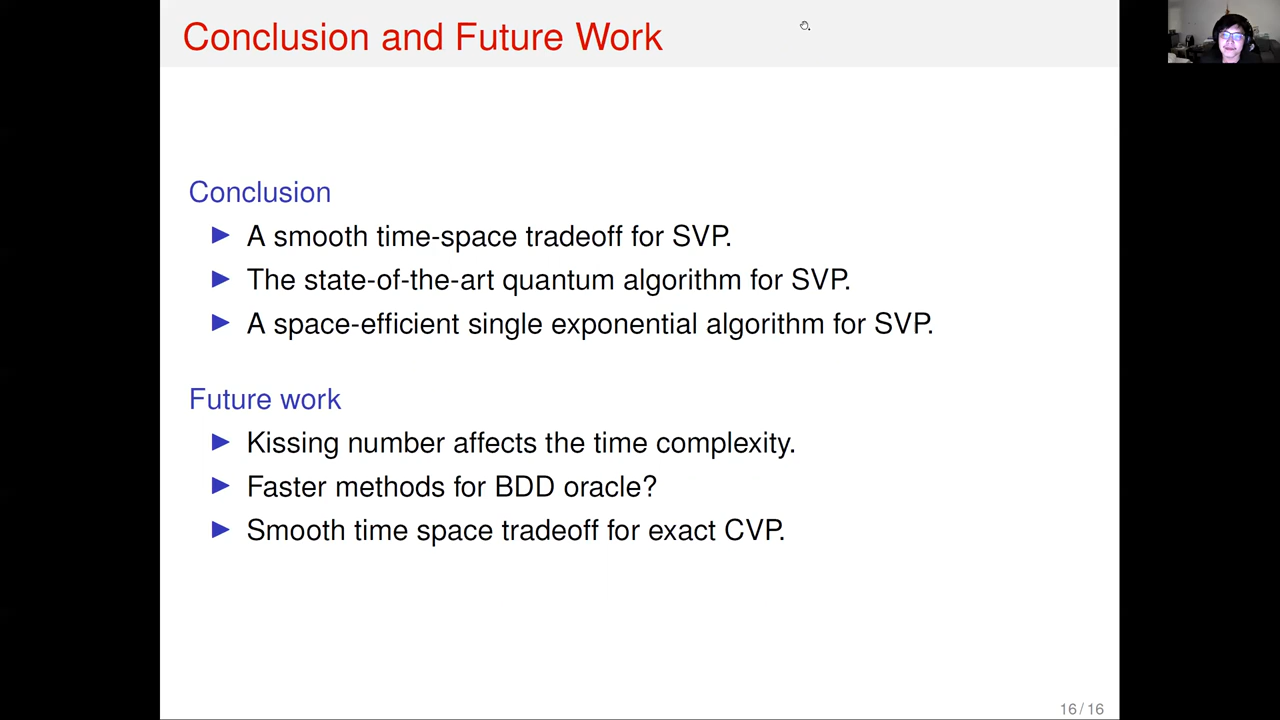 Conclusion and Future Work
Conclusion
A smooth time-space tradeoff for SVP.
The state-of-the-art quantum algorithm for SVP.
A space-efficient single exponential algorithm for SVP.
Future work
Kissing number affects the time complexity.
Faster methods for BDD oracle?
Smooth time space tradeoff for exact CVP.
16/16